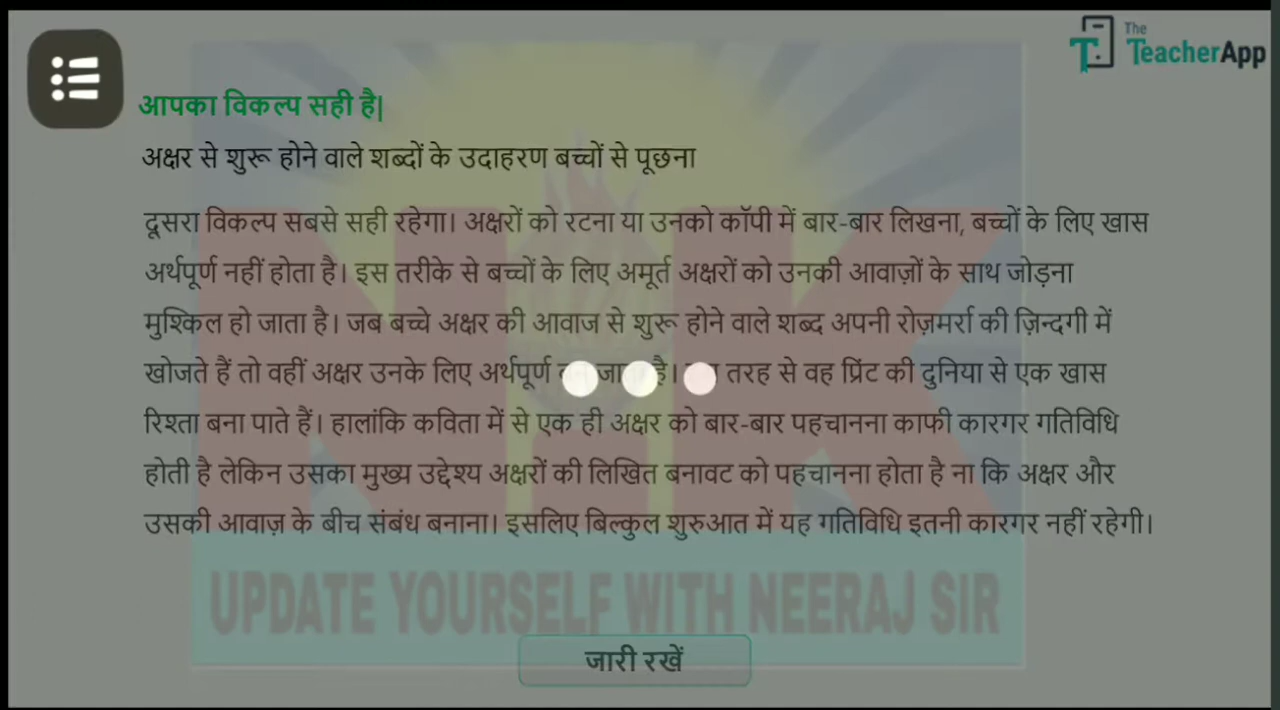 The
TeacherApp
आपका विकल्प सही है|
अक्षर से शुरू होने वाले शब्दों के उदाहरण बच्चों से पूछना
दूसरा विकल्प सबसे सही रहेगा। अक्षरों को रटना या उनको कॉपी में बार-बार लिखना, बच्चों के लिए खास
अर्थपूर्ण नहीं होता है। इस तरीके से बच्चों के लिए अमूर्त अक्षरों को उनकी आवाज़ों के साथ जोड़ना
मुश्किल हो जाता है। जब बच्चे अक्षर की आवाज से शुरू होने वाले शब्द अपनी रोज़मर्रा की ज़िन्दगी में
खोजते हैं तो वहीं अक्षर उनके लिए अर्थपूर्ण है। तरह से वह प्रिंट की दुनिया से एक खास
रिश्ता बना पाते हैं। हालांकि कविता में से एक ही अक्षर को बार-बार पहचानना काफी कारगर गतिविधि
होती है लेकिन उसका मुख्य उद्देश्य अक्षरों की लिखित बनावट को पहचानना होता है ना कि अक्षर और
उसकी आवाज़ के बीच संबंध बनाना। इसलिए बिल्कुल शुरुआत में यह गतिविधि इतनी कारगर नहीं रहेगी।
N K
UPDATE YOURSELF WITH NEERAJ SIR
जारी रखें